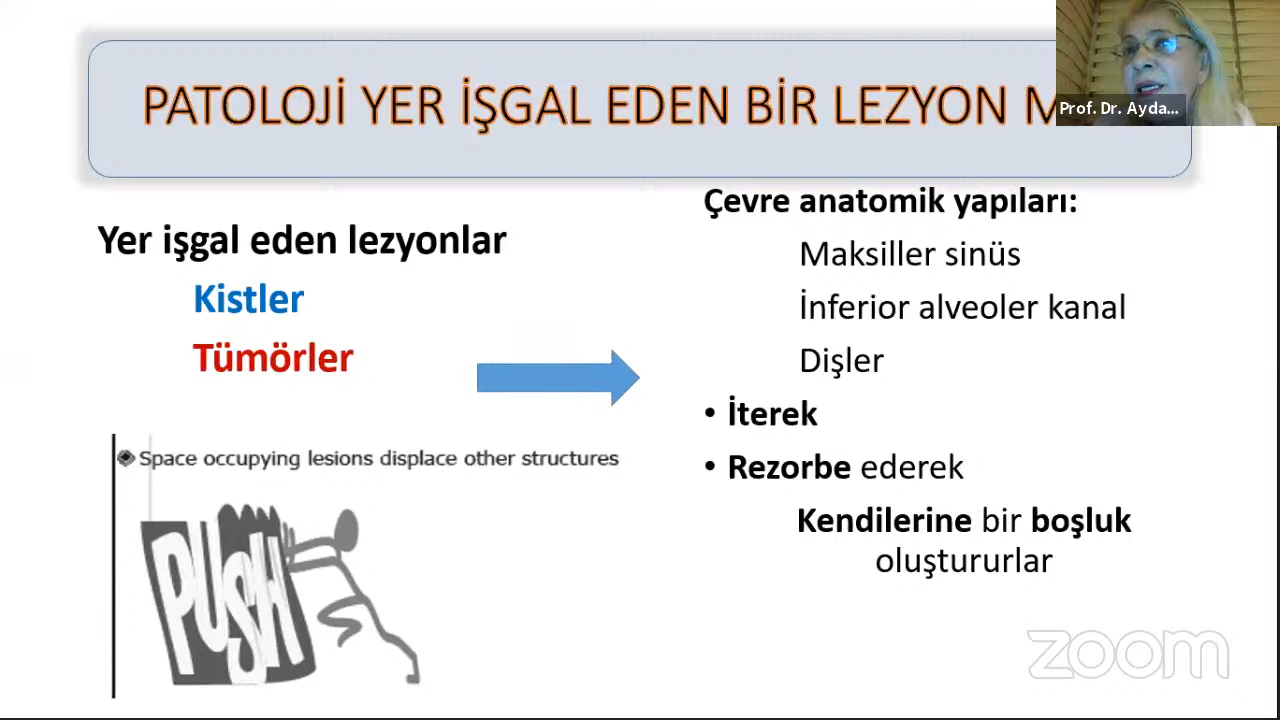 PATOLOJİ YER İŞGAL EDEN BİR LEZYON
Prof. Dr. Ayda...
Yer işgal eden lezyonlar
Kistler
Tümörler
Space occupying lesions displace other structures
PUSH
Çevre anatomik yapıları:
Maksiller sinüs
İnferior alveoler kanal
Dişler
• İterek
• Rezorbe ederek
Kendilerine bir boşluk
oluştururlar
zoom